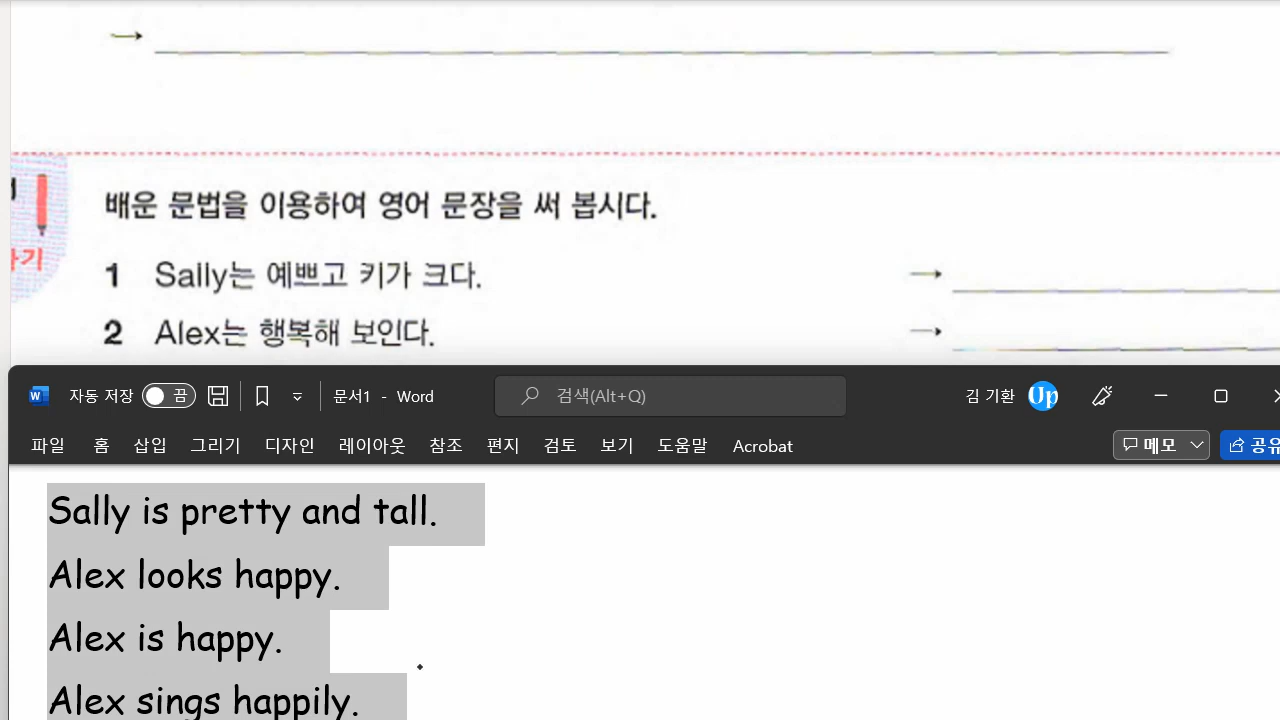 배운 문법을 이용하여 영어 문장을 써 봅시다.
1 Sally는 예쁘고 키가 크다. →
2 Alex는 행복해 보인다. →
자동 저장 끔 문서1 - Word 검색(Alt+Q) 김 기환 Up
파일 홈 삽입 그리기 디자인 레이아웃 참조 편지 검토 보기 도움말 Acrobat 메모 공유
Sally is pretty and tall.
Alex looks happy.
Alex is happy.
Alex sings happily.